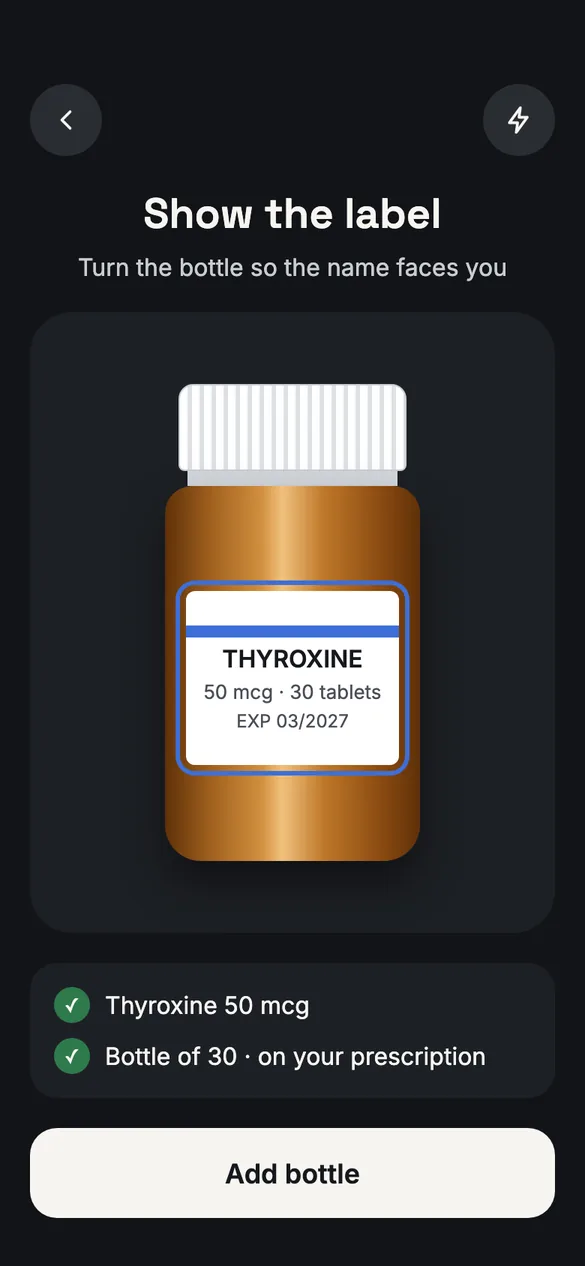 Show the label
Turn the bottle so the name faces you
THYROXINE
50 mcg · 30 tablets
EXP 03/2027
Thyroxine 50 mcg
Bottle of 30 · on your prescription
Add bottle